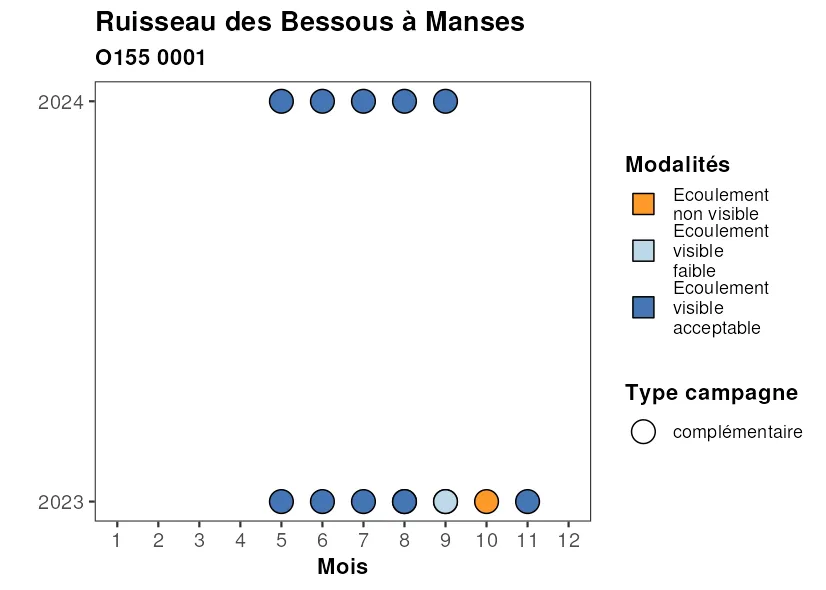 Ruisseau des Bessous à Manses
O155 0001
2024
2023
1 2 3 4 5 6 7 8 9 10 11 12
Mois
Modalités
Ecoulement
non visible
Ecoulement
visible
faible
Ecoulement
visible
acceptable
Type campagne
complémentaire